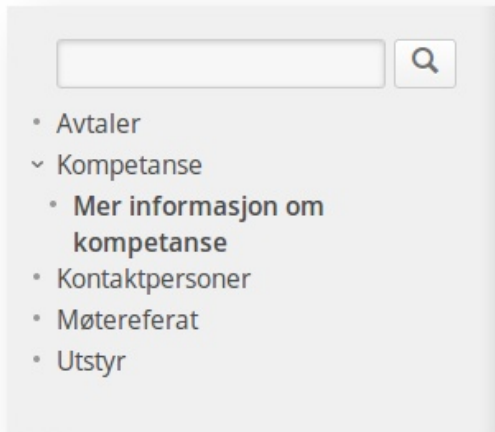 Avtaler
Kompetanse
Mer informasjon om
kompetanse
Kontaktpersoner
Møtereferat
Utstyr